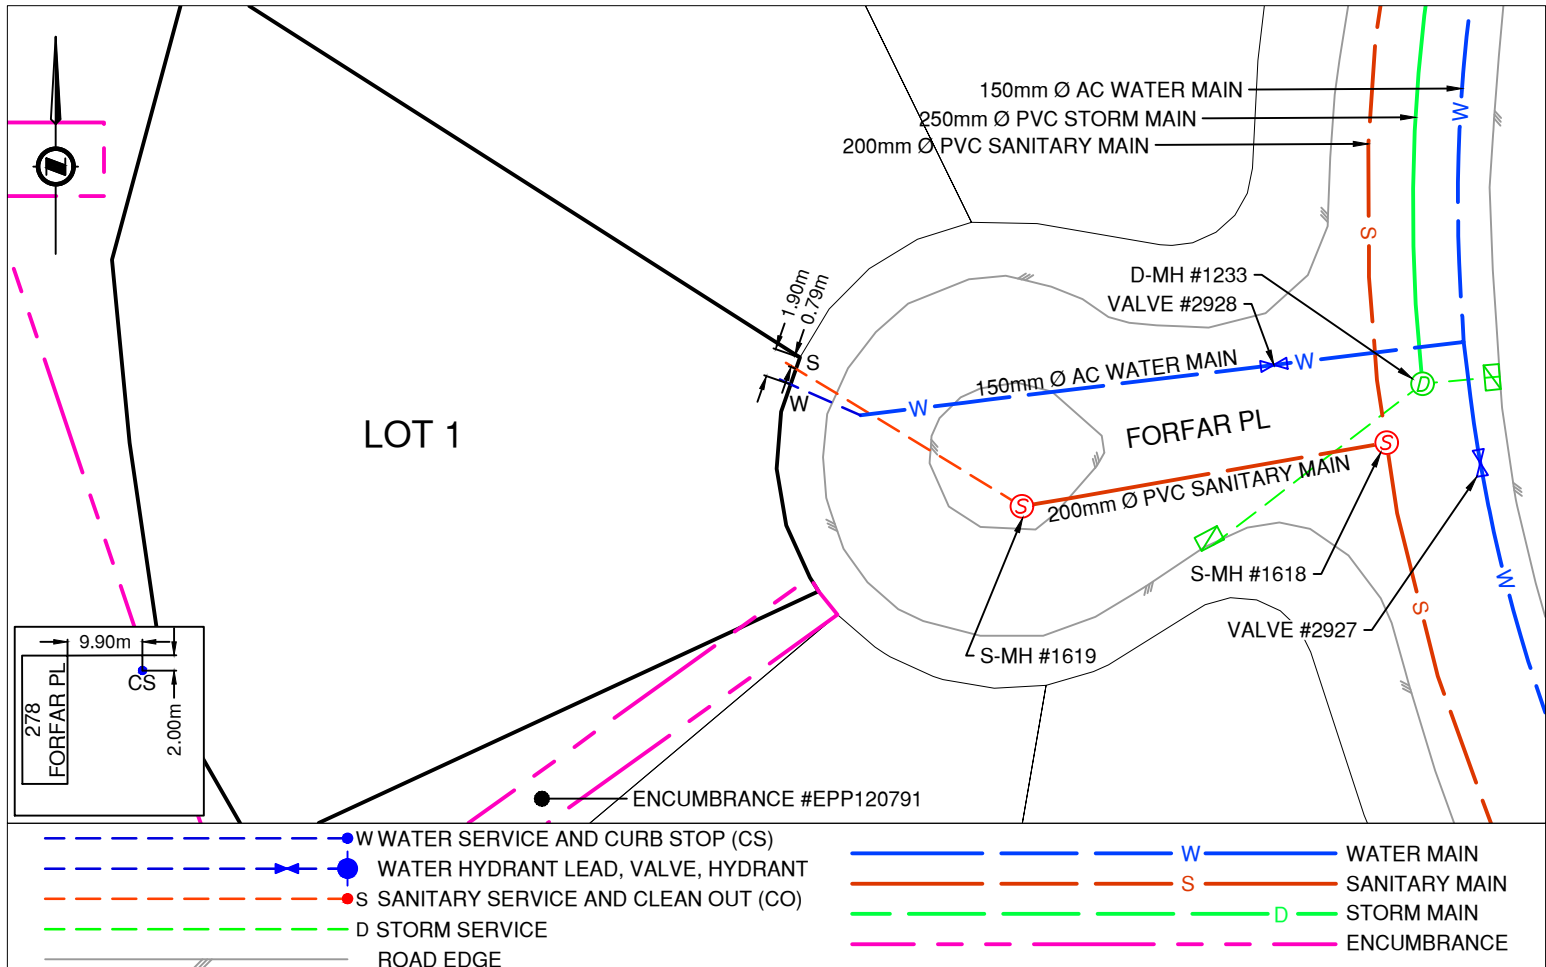 150mm Ø AC WATER MAIN
250mm Ø PVC STORM MAIN
200mm Ø PVC SANITARY MAIN
W
S
D-MH #1233
VALVE #2928
1.90m
0.79m
S
W
150mm Ø AC WATER MAIN
W
W
D
LOT 1
FORFAR PL
S
200mm Ø PVC SANITARY MAIN
S
S-MH #1618
W
S
VALVE #2927
S-MH #1619
9.90m
CS
278
FORFAR PL
2.00m
ENCUMBRANCE #EPP120791
W WATER SERVICE AND CURB STOP (CS)
WATER HYDRANT LEAD, VALVE, HYDRANT
S SANITARY SERVICE AND CLEAN OUT (CO)
D STORM SERVICE
ROAD EDGE
W WATER MAIN
S SANITARY MAIN
D STORM MAIN
ENCUMBRANCE